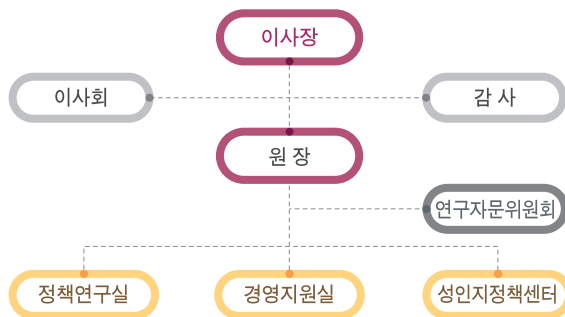 이사장
이사회
감 사
원 장
연구자문위원회
정책연구실
경영지원실
성인지정책센터